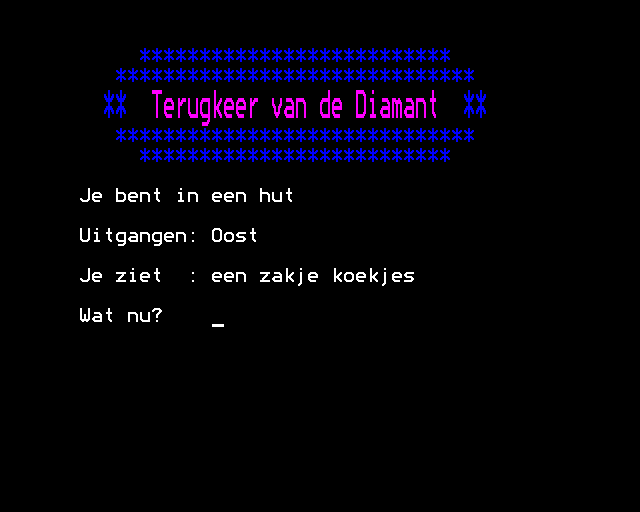 **************************
******************************
** Terugkeer van de Diamant **
******************************
**************************
Je bent in een hut
Uitgangen: Oost
Je ziet  : een zakje koekjes
Wat nu?    _